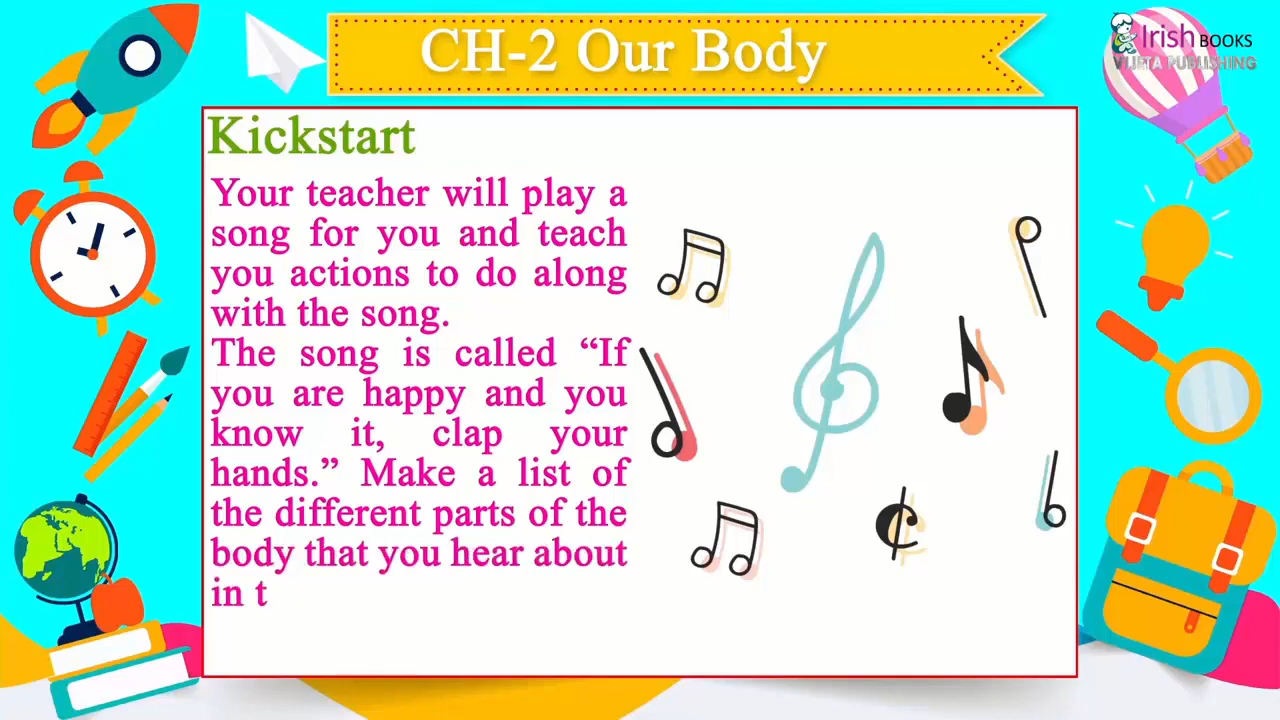 CH-2 Our Body
Irish BOOKS
VIJETA PUBLISHING
Kickstart
Your teacher will play a
song for you and teach
you actions to do along
with the song.
The song is called “If
you are happy and you
know it, clap your
hands.” Make a list of
the different parts of the
body that you hear about
in t